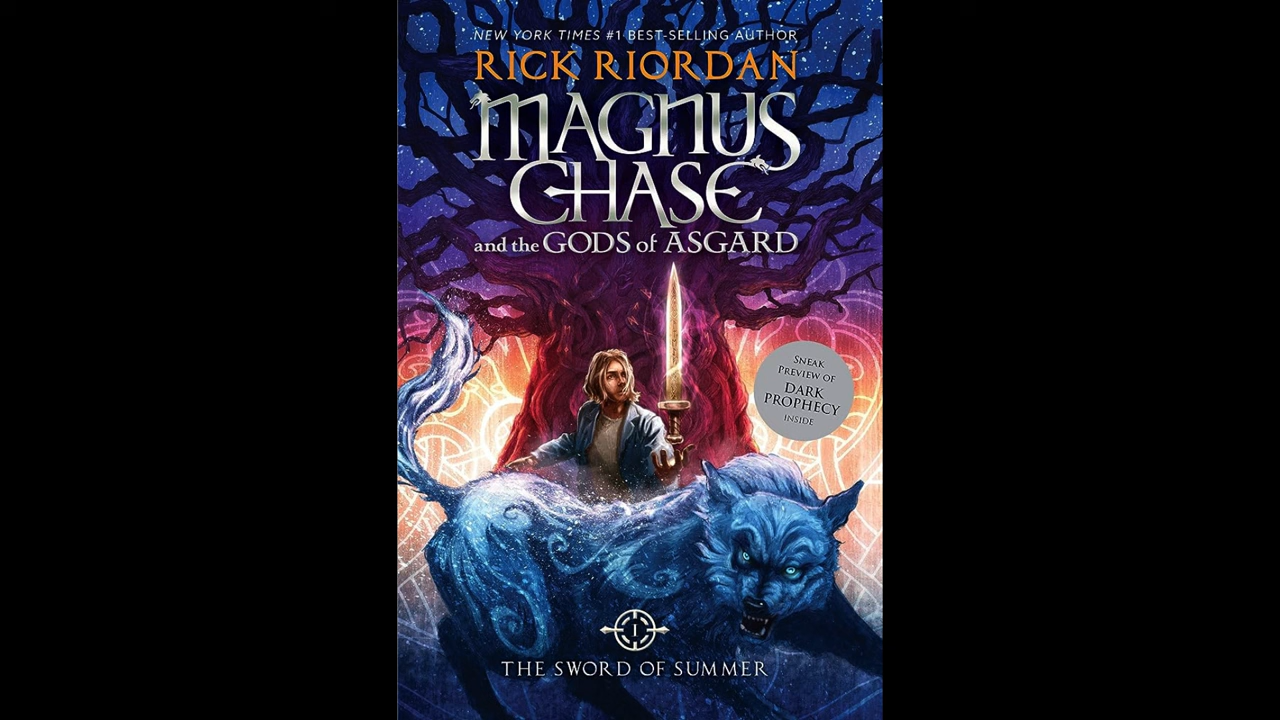 NEW YORK TIMES #1 BEST-SELLING AUTHOR
RICK RIORDAN
MAGNUS
CHASE
and the GODS of ASGARD
SNEAK
PREVIEW OF
DARK
PROPHECY
INSIDE
I
THE SWORD OF SUMMER